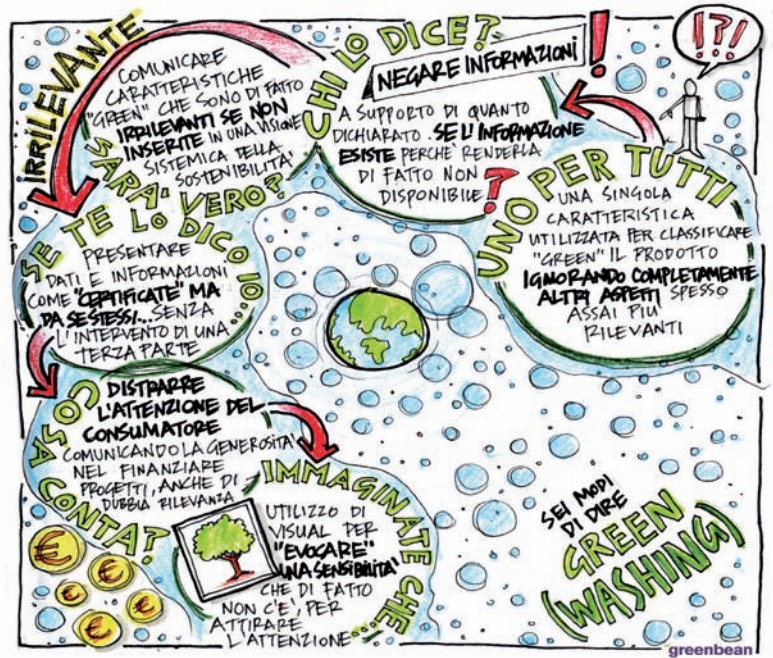 !?!
UNO PER TUTTI
UNA SINGOLA
CARATTERISTICA
UTILIZZATA PER CLASSIFICARE
"GREEN" IL PRODOTTO
IGNORANDO COMPLETAMENTE
ALTRI ASPETTI SPESSO
ASSAI PIU'
RILEVANTI
CHI LO DICE?
NEGARE INFORMAZIONI!
A SUPPORTO DI QUANTO
DICHIARATO. SE L'INFORMAZIONE
ESISTE PERCHÈ RENDERLA
DI FATTO NON
DISPONIBILE?
IRRILEVANTE
COMUNICARE
CARATTERISTICHE
"GREEN" CHE SONO DI FATTO
IRRILEVANTI SE NON
INSERITE IN UNA VISIONE
SISTEMICA DELLA
SOSTENIBILITA'
SE TE LO DICO IO...
SARA' VERO?
PRESENTARE
DATI E INFORMAZIONI
COME "CERTIFICATE" MA
DA SE STESSI... SENZA
L'INTERVENTO DI UNA
TERZA PARTE
COSA CONTA?
DISTRARRE
L'ATTENZIONE DEL
CONSUMATORE
COMUNICANDO LA GENEROSITA'
NEL FINANZIARE
PROGETTI, ANCHE DI
DUBBIA RILEVANZA
IMMAGINATE CHE...
UTILIZZO DI
VISUAL PER
"EVOCARE"
UNA SENSIBILITA'
CHE DI FATTO
NON C'E', PER
ATTIRARE
L'ATTENZIONE...
€
€
€
€
€
SEI MODI
DI DIRE
GREEN
(WASHING)
greenbean